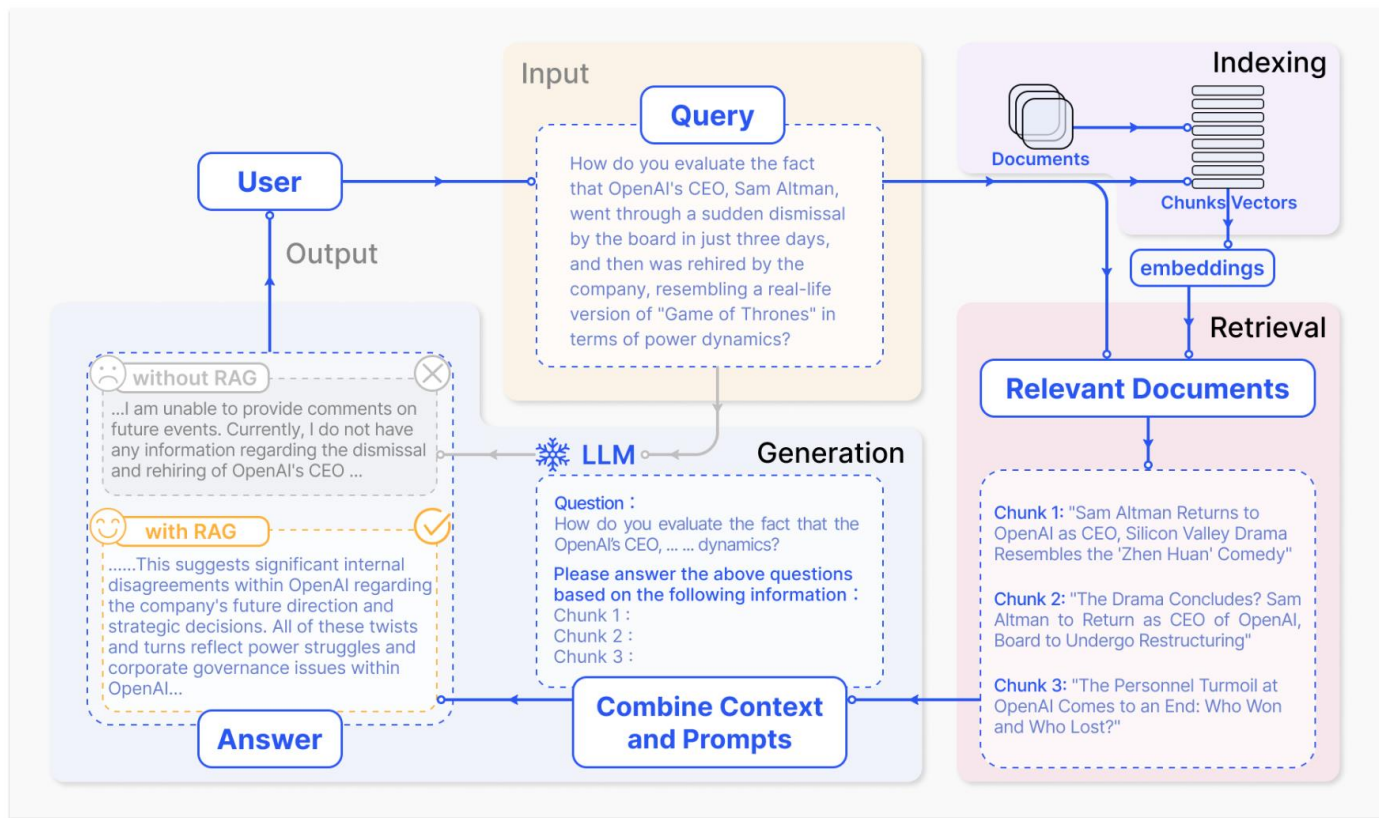 Input
Query
How do you evaluate the fact
that OpenAI's CEO, Sam Altman,
went through a sudden dismissal
by the board in just three days,
and then was rehired by the
company, resembling a real-life
version of "Game of Thrones" in
terms of power dynamics?
Indexing
Documents
Chunks Vectors
embeddings
User
Output
Retrieval
Relevant Documents
Chunk 1: "Sam Altman Returns to
OpenAI as CEO, Silicon Valley Drama
Resembles the 'Zhen Huan' Comedy"
Chunk 2: "The Drama Concludes? Sam
Altman to Return as CEO of OpenAI,
Board to Undergo Restructuring"
Chunk 3: "The Personnel Turmoil at
OpenAI Comes to an End: Who Won
and Who Lost?"
Generation
LLM
Question :
How do you evaluate the fact that the
OpenAI's CEO, ... ... dynamics?
Please answer the above questions
based on the following information :
Chunk 1 :
Chunk 2 :
Chunk 3 :
Combine Context
and Prompts
without RAG
...I am unable to provide comments on
future events. Currently, I do not have
any information regarding the dismissal
and rehiring of OpenAI's CEO ...
with RAG
......This suggests significant internal
disagreements within OpenAI regarding
the company's future direction and
strategic decisions. All of these twists
and turns reflect power struggles and
corporate governance issues within
OpenAI...
Answer